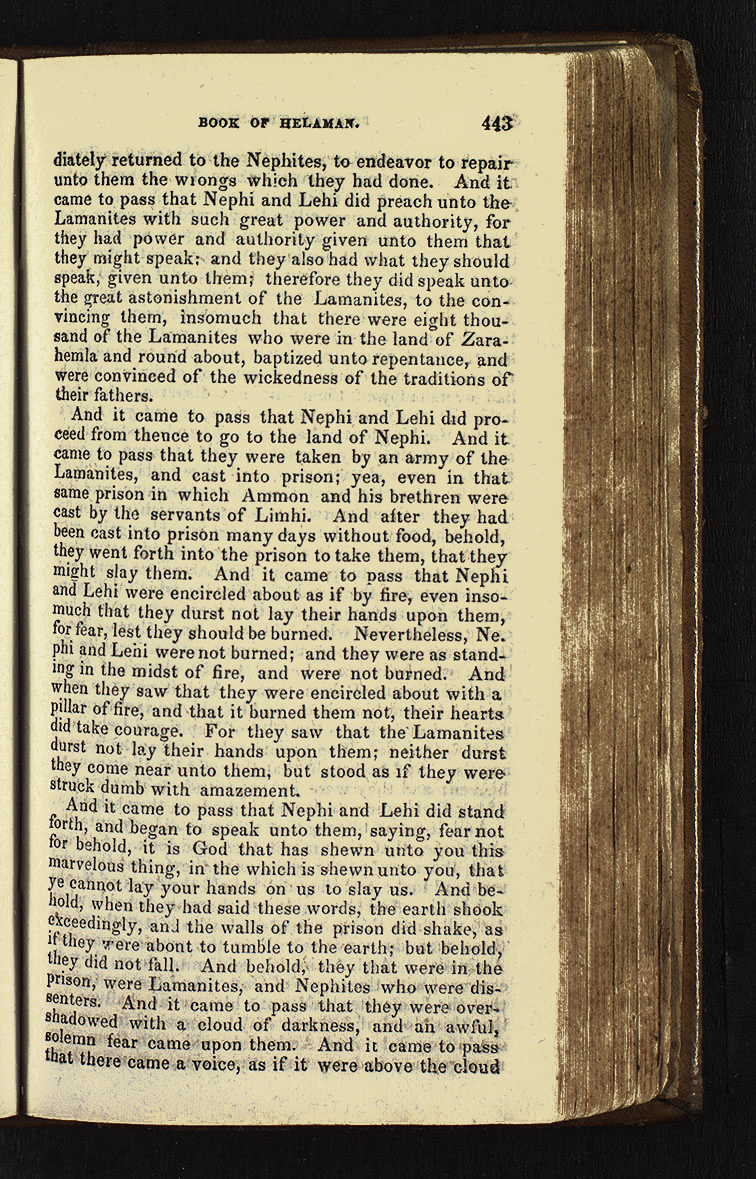 BOOK OF HELAMAN. 443
diately returned to the Nephites, to endeavor to repair
unto them the wrongs which they had done. And it
came to pass that Nephi and Lehi did preach unto the
Lamanites with such great power and authority, for
they had power and authority given unto them that
they might speak: and they also had what they should
speak, given unto them; therefore they did speak unto
the great astonishment of the Lamanites, to the con-
vincing them, insomuch that there were eight thou-
sand of the Lamanites who were in the land of Zara-
hemla and round about, baptized unto repentance, and
were convinced of the wickedness of the traditions of
their fathers.
And it came to pass that Nephi and Lehi did pro-
ceed from thence to go to the land of Nephi. And it
came to pass that they were taken by an army of the
Lamanites, and cast into prison; yea, even in that
same prison in which Ammon and his brethren were
cast by the servants of Limhi. And after they had
been cast into prison many days without food, behold,
they went forth into the prison to take them, that they
might slay them. And it came to pass that Nephi
and Lehi were encircled about as if by fire, even inso-
much that they durst not lay their hands upon them,
for fear, lest they should be burned. Nevertheless, Ne.
phi and Lehi were not burned; and they were as stand-
ing in the midst of fire, and were not burned. And
when they saw that they were encircled about with a
pillar of fire, and that it burned them not, their hearts
did take courage. For they saw that the Lamanites
durst not lay their hands upon them; neither durst
they come near unto them, but stood as if they were
struck dumb with amazement.
And it came to pass that Nephi and Lehi did stand
forth, and began to speak unto them, saying, fear not
for behold, it is God that has shewn unto you this
marvelous thing, in the which is shewn unto you, that
ye cannot lay your hands on us to slay us. And be-
hold, when they had said these words, the earth shook
exceedingly, and the walls of the prison did shake, as
if they were about to tumble to the earth; but behold,
they did not fall. And behold, they that were in the
prison, were Lamanites, and Nephites who were dis-
senters. And it came to pass that they were over-
shadowed with a cloud of darkness, and an awful,
solemn fear came upon them. And it came to pass
that there came a voice, as if it were above the cloud